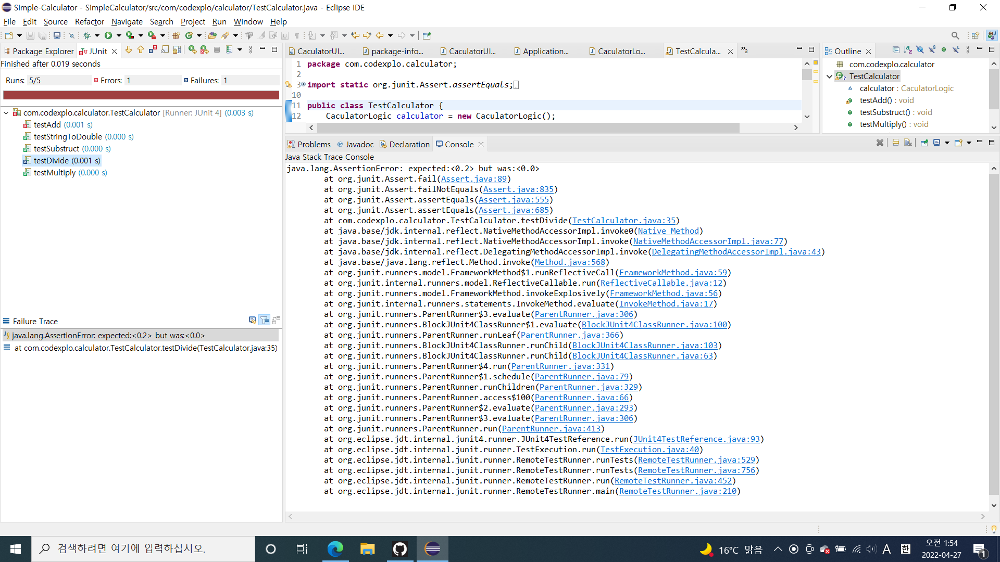 Simple-Calculator - SimpleCalculator/src/com/codexplo/calculator/TestCalculator.java - Eclipse IDE
File Edit Source Refactor Navigate Search Project Run Window Help
Package Explorer JUnit
Finished after 0.019 seconds
Runs: 5/5 Errors: 1 Failures: 1
com.codexplo.calculator.TestCalculator [Runner: JUnit 4] (0.003 s)
testAdd (0.001 s)
testStringToDouble (0.000 s)
testSubstruct (0.000 s)
testDivide (0.001 s)
testMultiply (0.000 s)
Failure Trace
java.lang.AssertionError: expected:<0.2> but was:<0.0>
at com.codexplo.calculator.TestCalculator.testDivide(TestCalculator.java:35)
CaculatorUI... package-info... CaculatorUI... Application... CaculatorLo... TestCalcula... »3
1 package com.codexplo.calculator;
2
3 import static org.junit.Assert.assertEquals;
10
11 public class TestCalculator {
12 CaculatorLogic calculator = new CaculatorLogic();
Outline
com.codexplo.calculator
TestCalculator
calculator : CaculatorLogic
testAdd() : void
testSubstruct() : void
testMultiply() : void
Problems @ Javadoc Declaration Console
Java Stack Trace Console
java.lang.AssertionError: expected:<0.2> but was:<0.0>
at org.junit.Assert.fail(Assert.java:89)
at org.junit.Assert.failNotEquals(Assert.java:835)
at org.junit.Assert.assertEquals(Assert.java:555)
at org.junit.Assert.assertEquals(Assert.java:685)
at com.codexplo.calculator.TestCalculator.testDivide(TestCalculator.java:35)
at java.base/jdk.internal.reflect.NativeMethodAccessorImpl.invoke0(Native Method)
at java.base/jdk.internal.reflect.NativeMethodAccessorImpl.invoke(NativeMethodAccessorImpl.java:77)
at java.base/jdk.internal.reflect.DelegatingMethodAccessorImpl.invoke(DelegatingMethodAccessorImpl.java:43)
at java.base/java.lang.reflect.Method.invoke(Method.java:568)
at org.junit.runners.model.FrameworkMethod$1.runReflectiveCall(FrameworkMethod.java:59)
at org.junit.internal.runners.model.ReflectiveCallable.run(ReflectiveCallable.java:12)
at org.junit.runners.model.FrameworkMethod.invokeExplosively(FrameworkMethod.java:56)
at org.junit.internal.runners.statements.InvokeMethod.evaluate(InvokeMethod.java:17)
at org.junit.runners.ParentRunner$3.evaluate(ParentRunner.java:306)
at org.junit.runners.BlockJUnit4ClassRunner$1.evaluate(BlockJUnit4ClassRunner.java:100)
at org.junit.runners.ParentRunner.runLeaf(ParentRunner.java:366)
at org.junit.runners.BlockJUnit4ClassRunner.runChild(BlockJUnit4ClassRunner.java:103)
at org.junit.runners.BlockJUnit4ClassRunner.runChild(BlockJUnit4ClassRunner.java:63)
at org.junit.runners.ParentRunner$4.run(ParentRunner.java:331)
at org.junit.runners.ParentRunner$1.schedule(ParentRunner.java:79)
at org.junit.runners.ParentRunner.runChildren(ParentRunner.java:329)
at org.junit.runners.ParentRunner.access$100(ParentRunner.java:66)
at org.junit.runners.ParentRunner$2.evaluate(ParentRunner.java:293)
at org.junit.runners.ParentRunner$3.evaluate(ParentRunner.java:306)
at org.junit.runners.ParentRunner.run(ParentRunner.java:413)
at org.eclipse.jdt.internal.junit4.runner.JUnit4TestReference.run(JUnit4TestReference.java:93)
at org.eclipse.jdt.internal.junit.runner.TestExecution.run(TestExecution.java:40)
at org.eclipse.jdt.internal.junit.runner.RemoteTestRunner.runTests(RemoteTestRunner.java:529)
at org.eclipse.jdt.internal.junit.runner.RemoteTestRunner.runTests(RemoteTestRunner.java:756)
at org.eclipse.jdt.internal.junit.runner.RemoteTestRunner.run(RemoteTestRunner.java:452)
at org.eclipse.jdt.internal.junit.runner.RemoteTestRunner.main(RemoteTestRunner.java:210)
검색하려면 여기에 입력하십시오.
16°C 맑음 A 한
오전 1:54
2022-04-27
1